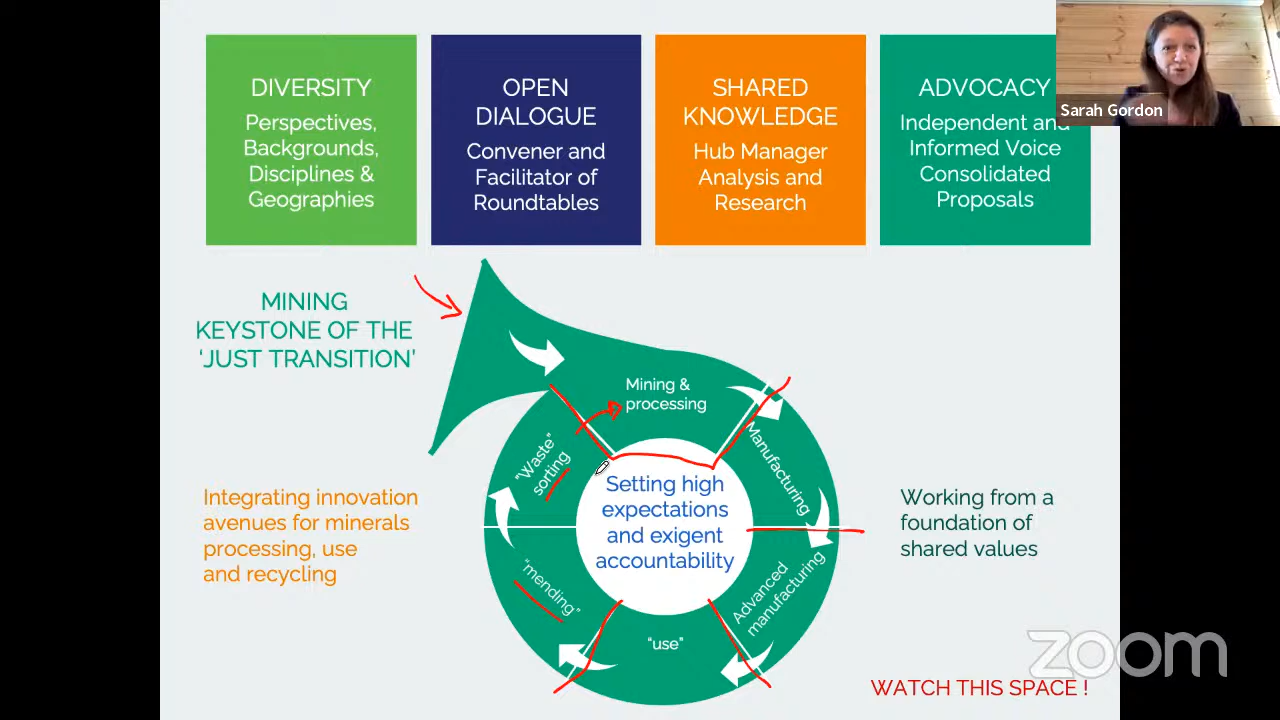 DIVERSITY
Perspectives,
Backgrounds,
Disciplines &
Geographies
OPEN
DIALOGUE
Convener and
Facilitator of
Roundtables
SHARED
KNOWLEDGE
Hub Manager
Analysis and
Research
ADVOCACY
Independent and
Informed Voice
Consolidated
Proposals
Sarah Gordon
MINING
KEYSTONE OF THE
‘JUST TRANSITION’
Mining &
processing
Manufacturing
Advanced
manufacturing
“use”
“mending”
“Waste”
sorting
Setting high
expectations
and exigent
accountability
Integrating innovation
avenues for minerals
processing, use
and recycling
Working from a
foundation of
shared values
zoom
WATCH THIS SPACE !